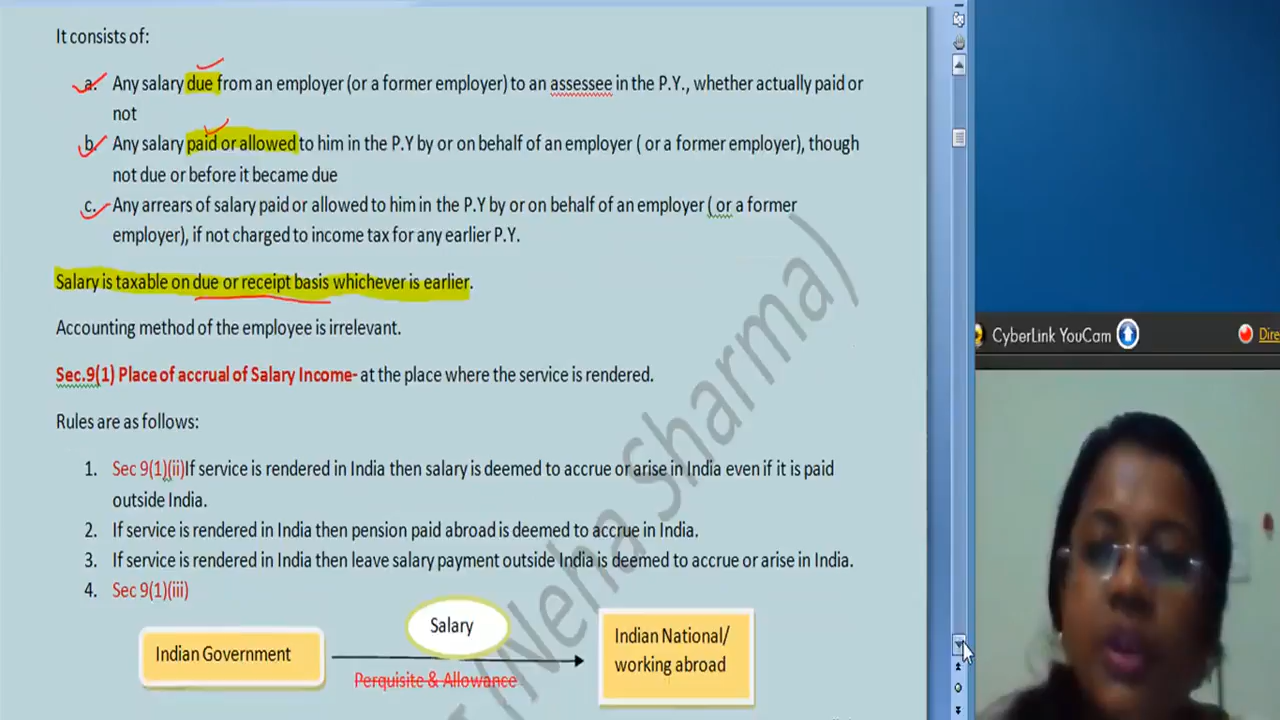 It consists of:
a. Any salary due from an employer (or a former employer) to an assessee in the P.Y., whether actually paid or
not
b. Any salary paid or allowed to him in the P.Y by or on behalf of an employer ( or a former employer), though
not due or before it became due
c. Any arrears of salary paid or allowed to him in the P.Y by or on behalf of an employer ( or a former
employer), if not charged to income tax for any earlier P.Y.
Salary is taxable on due or receipt basis whichever is earlier.
Accounting method of the employee is irrelevant.
Sec.9(1) Place of accrual of Salary Income- at the place where the service is rendered.
Rules are as follows:
1. Sec 9(1)(ii)If service is rendered in India then salary is deemed to accrue or arise in India even if it is paid
outside India.
2. If service is rendered in India then pension paid abroad is deemed to accrue in India.
3. If service is rendered in India then leave salary payment outside India is deemed to accrue or arise in India.
4. Sec 9(1)(iii)
Indian Government
Salary
Perquisite & Allowance
Indian National/
working abroad
(Neha Sharma)
CyberLink YouCam
Dire